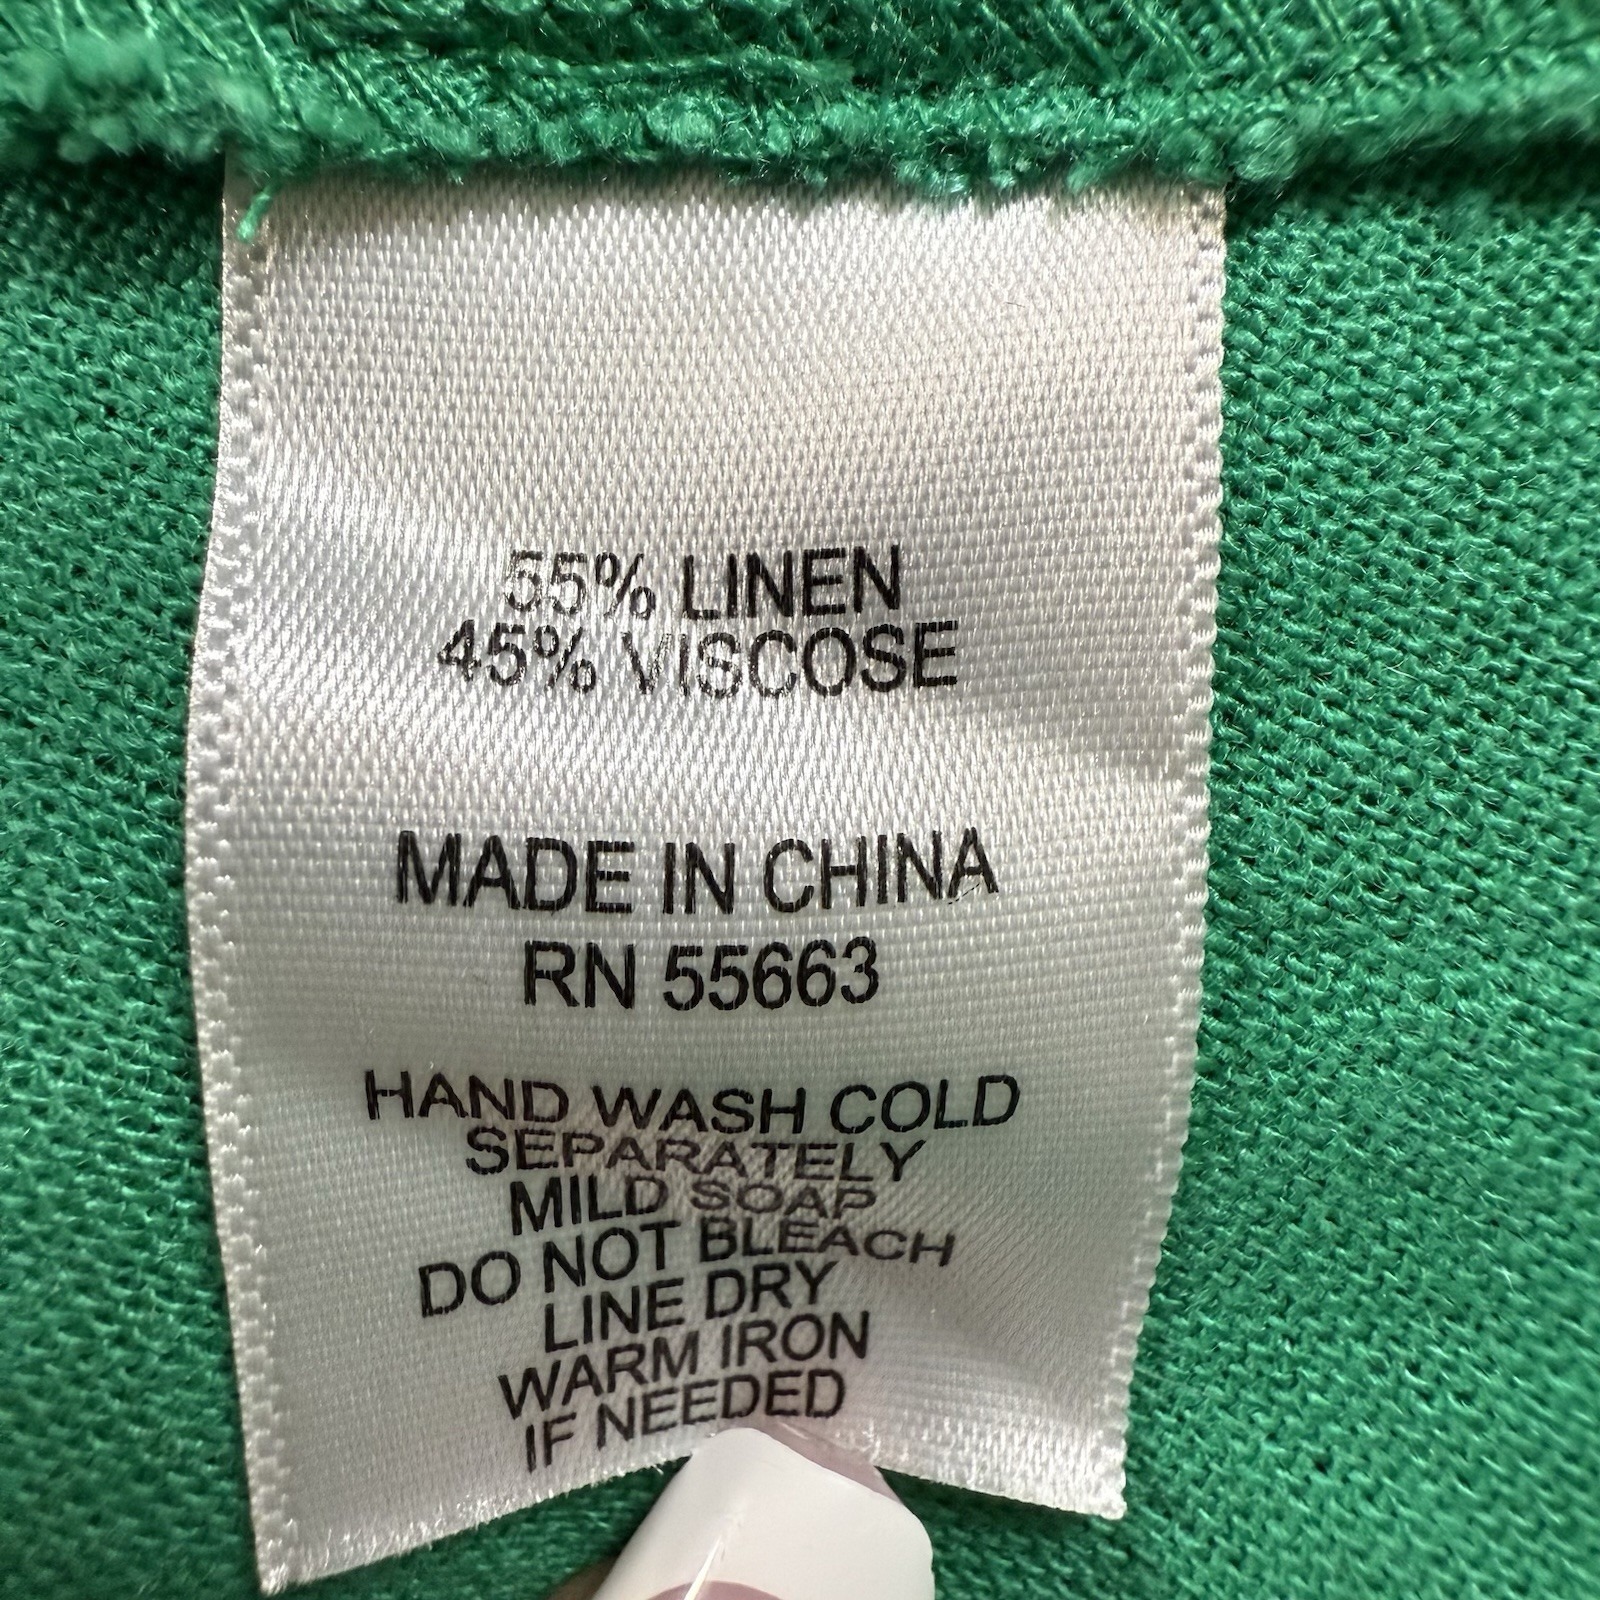 55% LINEN
45% VISCOSE
MADE IN CHINA
RN 55663
HAND WASH COLD
SEPARATELY
MILD SOAP
DO NOT BLEACH
LINE DRY
WARM IRON
IF NEEDED